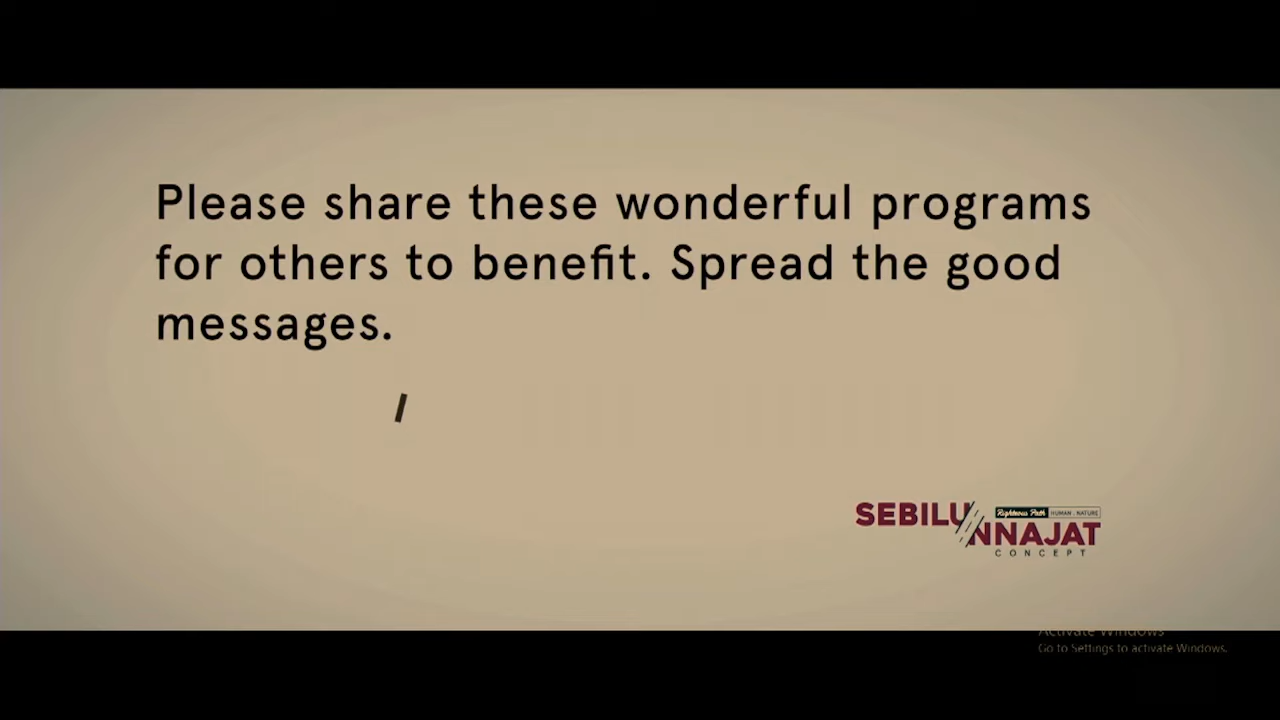 Please share these wonderful programs
for others to benefit. Spread the good
messages.
SEBILU
Righteous Path HUMAN . NATURE
NNAJAT
CONCEPT
Activate Windows
Go to Settings to activate Windows.